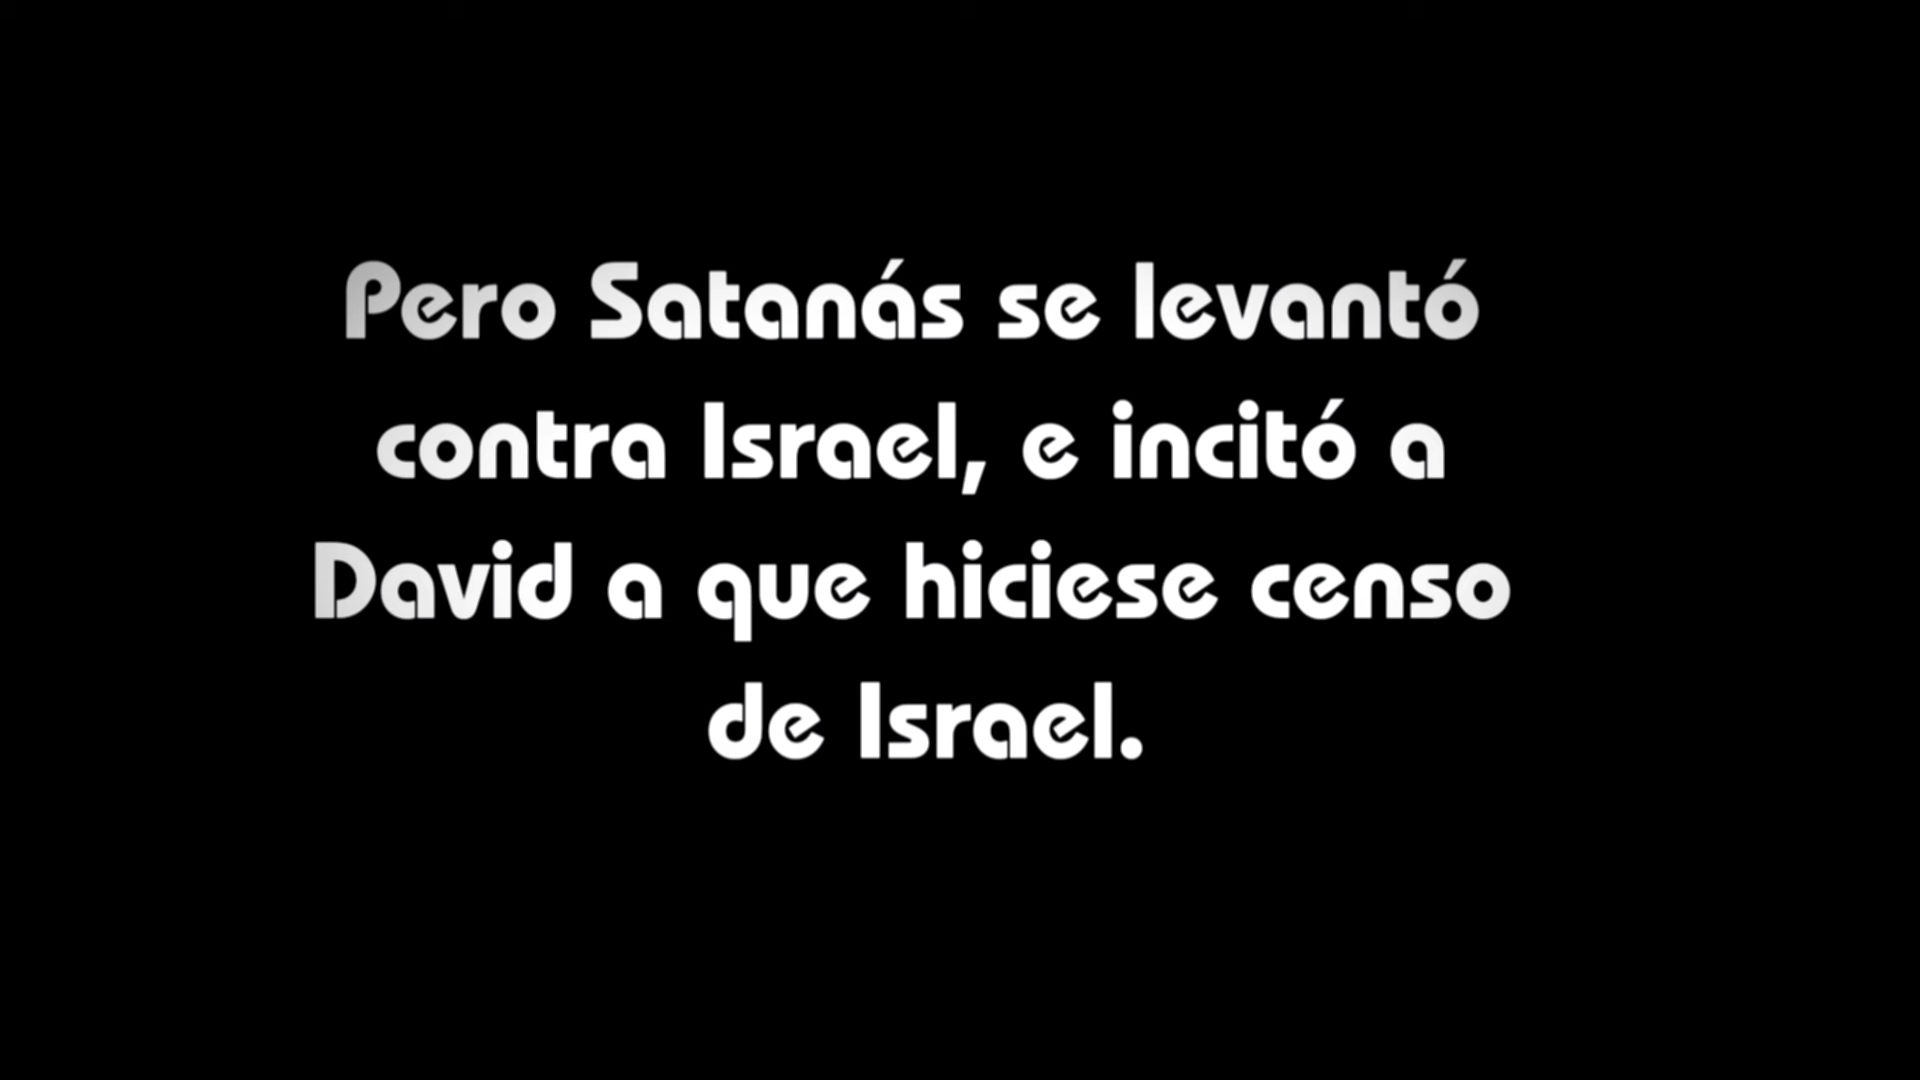 Pero Satanás se levantó
contra Israel, e incitó a
David a que hiciese censo
de Israel.